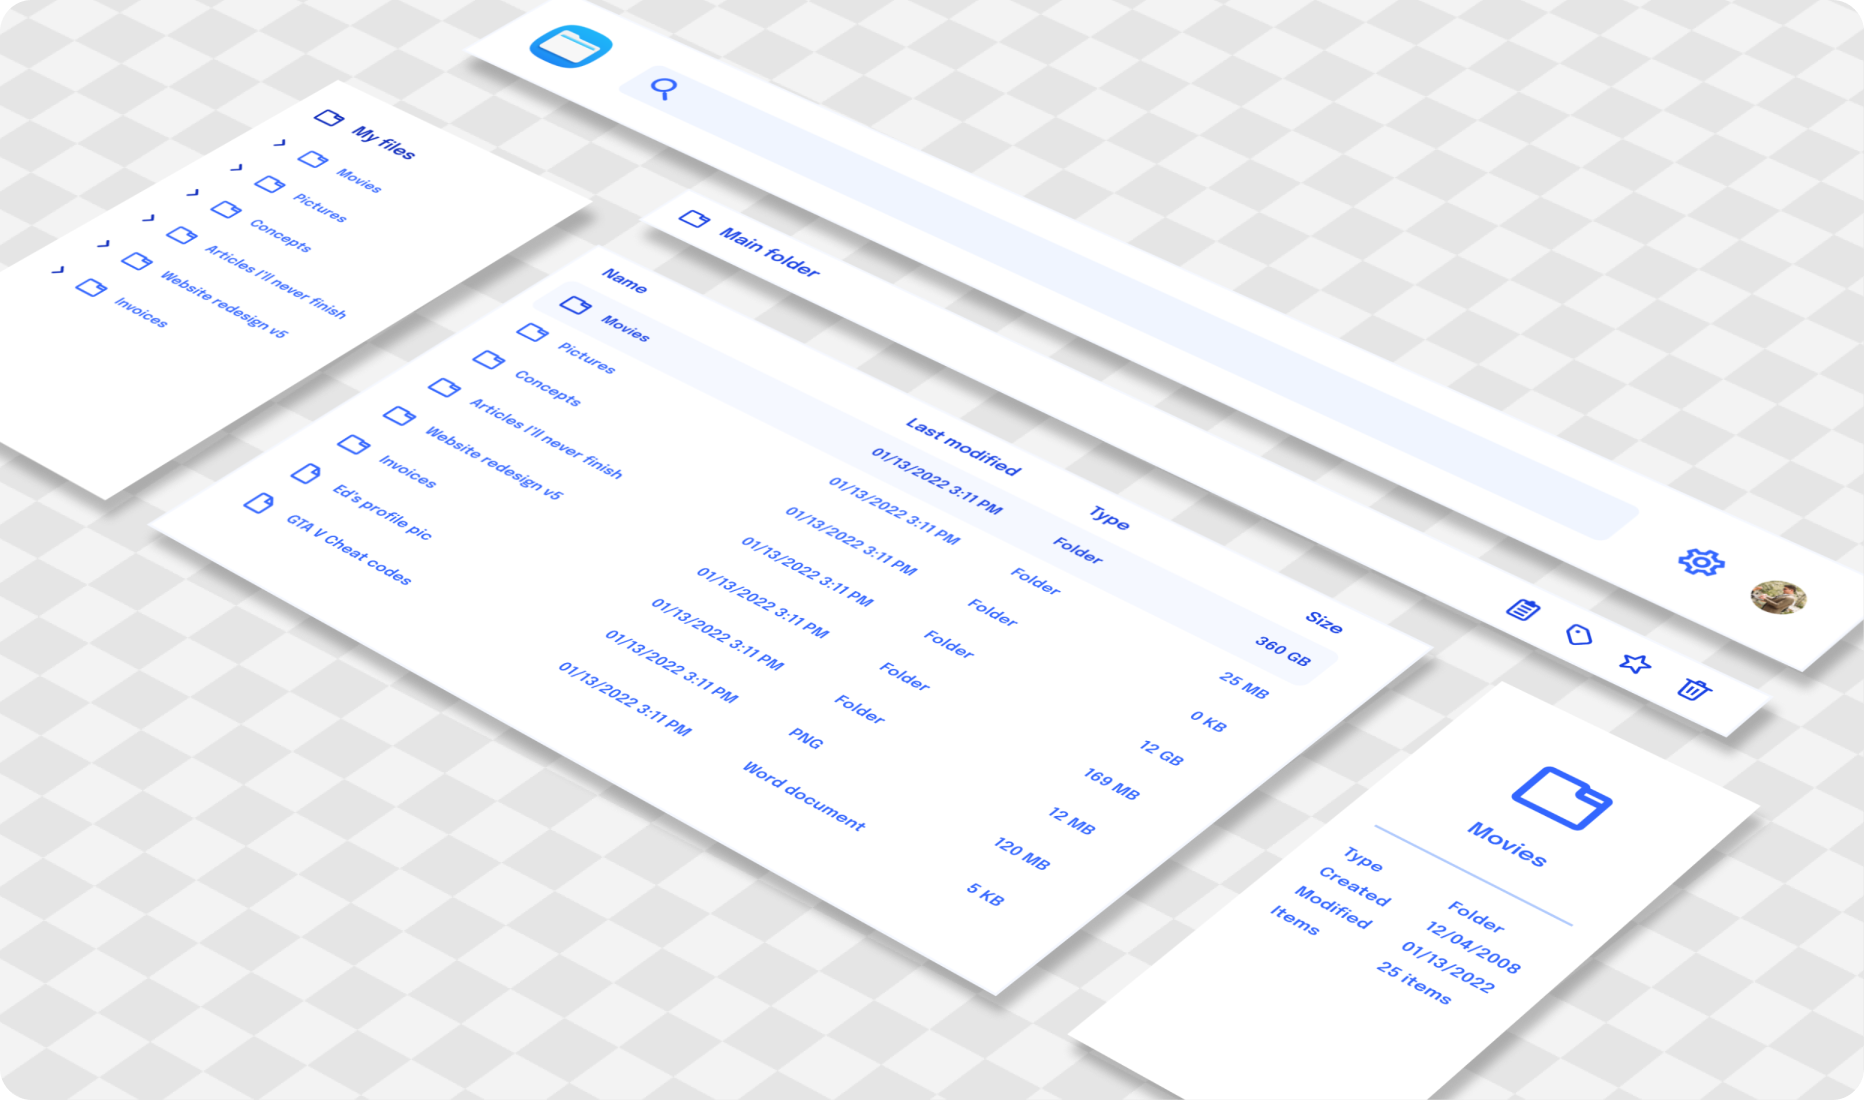 My files
Movies
Pictures
Concepts
Articles I'll never finish
Website redesign v5
Invoices
Main folder
Name Last modified Type Size
Movies 01/13/2022 3:11 PM Folder 360 GB
Pictures 01/13/2022 3:11 PM Folder 25 MB
Concepts 01/13/2022 3:11 PM Folder 0 KB
Articles I'll never finish 01/13/2022 3:11 PM Folder 12 GB
Website redesign v5 01/13/2022 3:11 PM Folder 169 MB
Invoices 01/13/2022 3:11 PM Folder 12 MB
Ed's profile pic 01/13/2022 3:11 PM PNG 120 MB
GTA V Cheat codes 01/13/2022 3:11 PM Word document 5 KB
Movies
Type Folder
Created 12/04/2008
Modified 01/13/2022
Items 25 items